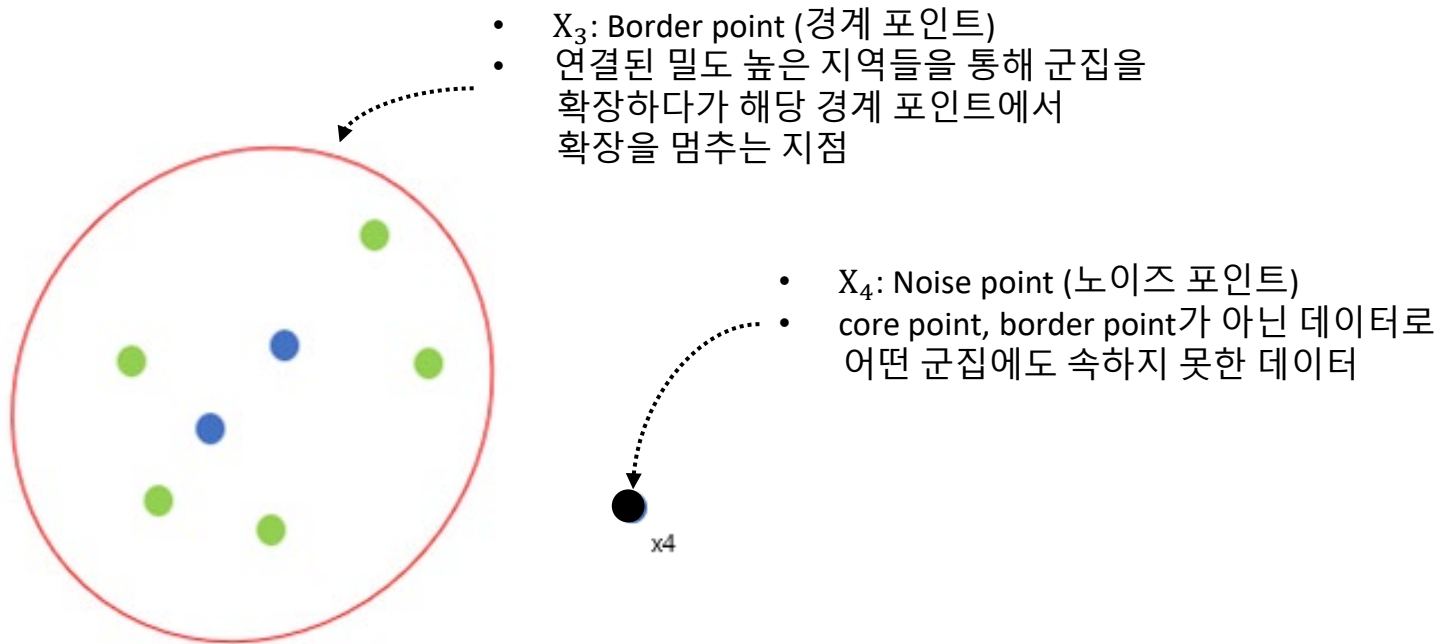 • X₃: Border point (경계 포인트)
• 연결된 밀도 높은 지역들을 통해 군집을
확장하다가 해당 경계 포인트에서
확장을 멈추는 지점
• X₄: Noise point (노이즈 포인트)
• core point, border point가 아닌 데이터로
어떤 군집에도 속하지 못한 데이터
x4